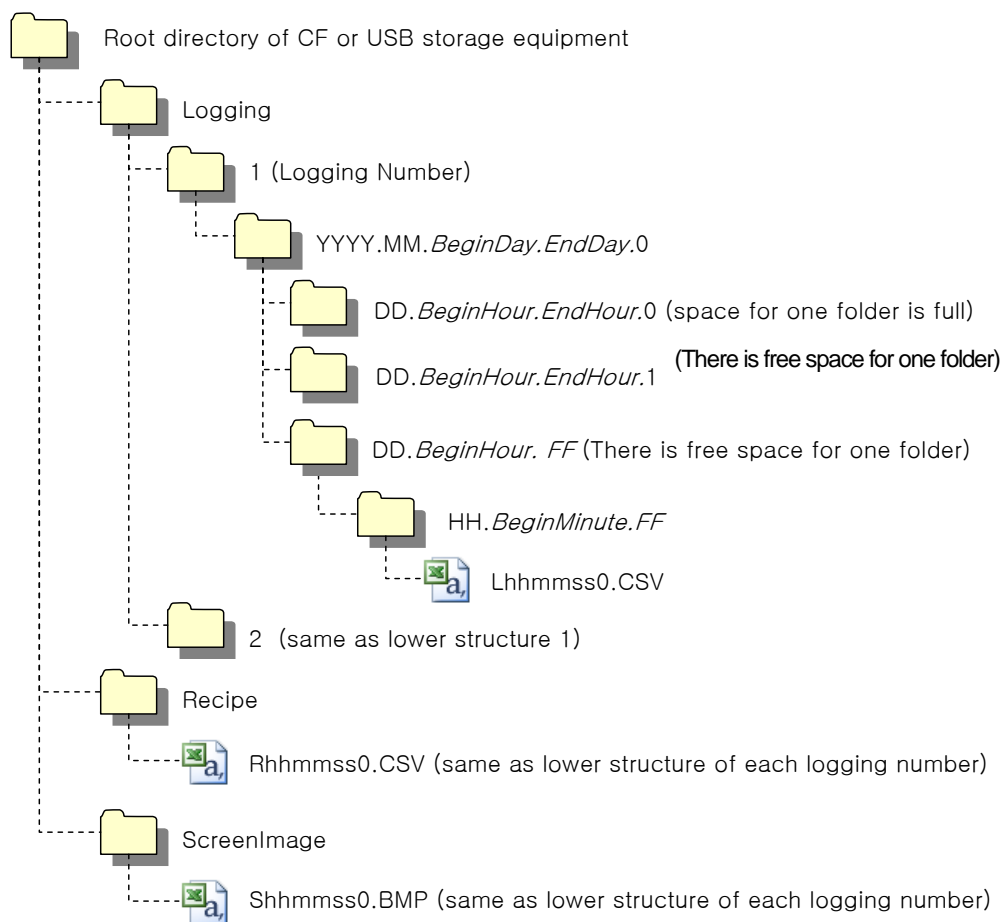 Root directory of CF or USB storage equipment
Logging
1 (Logging Number)
YYYY.MM.BeginDay.EndDay.0
DD.BeginHour.EndHour.0 (space for one folder is full)
DD.BeginHour.EndHour.1 (There is free space for one folder)
DD.BeginHour. FF (There is free space for one folder)
HH.BeginMinute.FF
a, Lhhmmss0.CSV
2 (same as lower structure 1)
Recipe
a, Rhhmmss0.CSV (same as lower structure of each logging number)
ScreenImage
a, Shhmmss0.BMP (same as lower structure of each logging number)